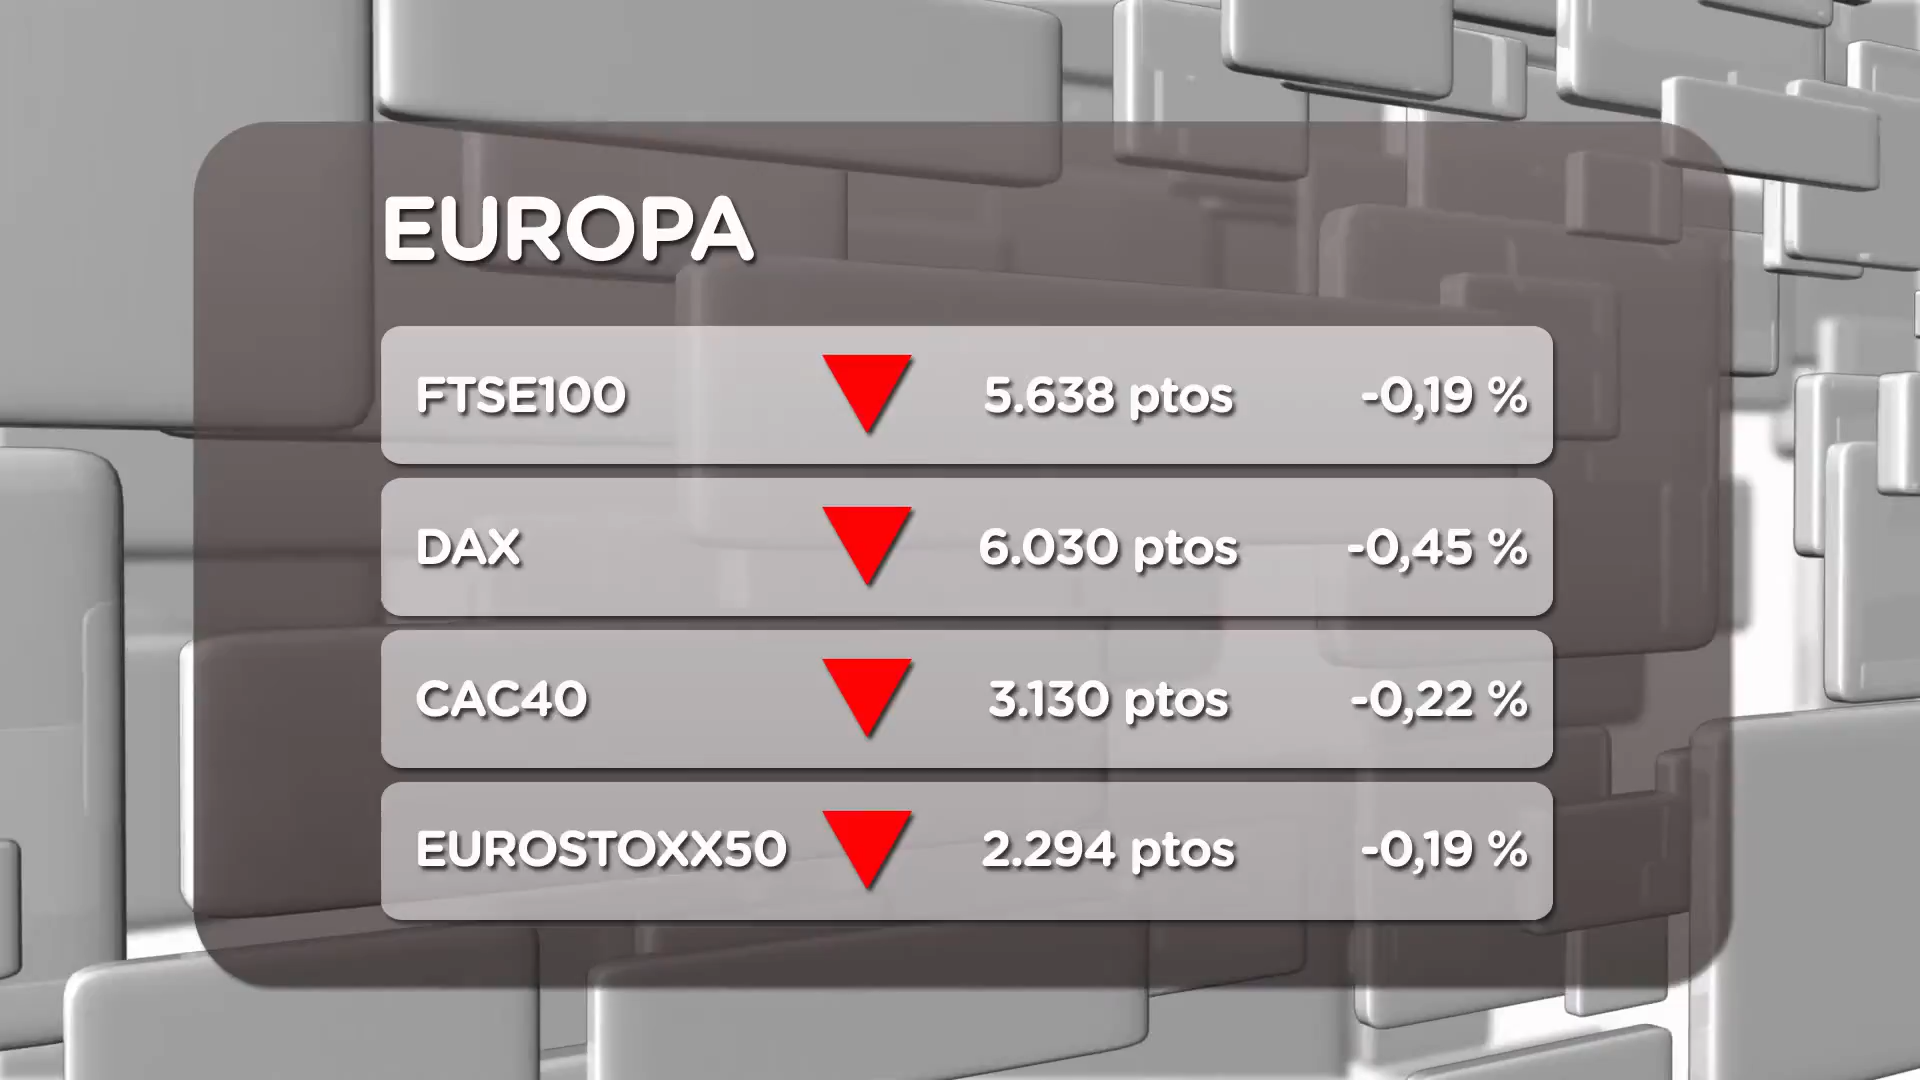 EUROPA
FTSE100 5.638 ptos -0,19 %
DAX 6.030 ptos -0,45 %
CAC40 3.130 ptos -0,22 %
EUROSTOXX50 2.294 ptos -0,19 %